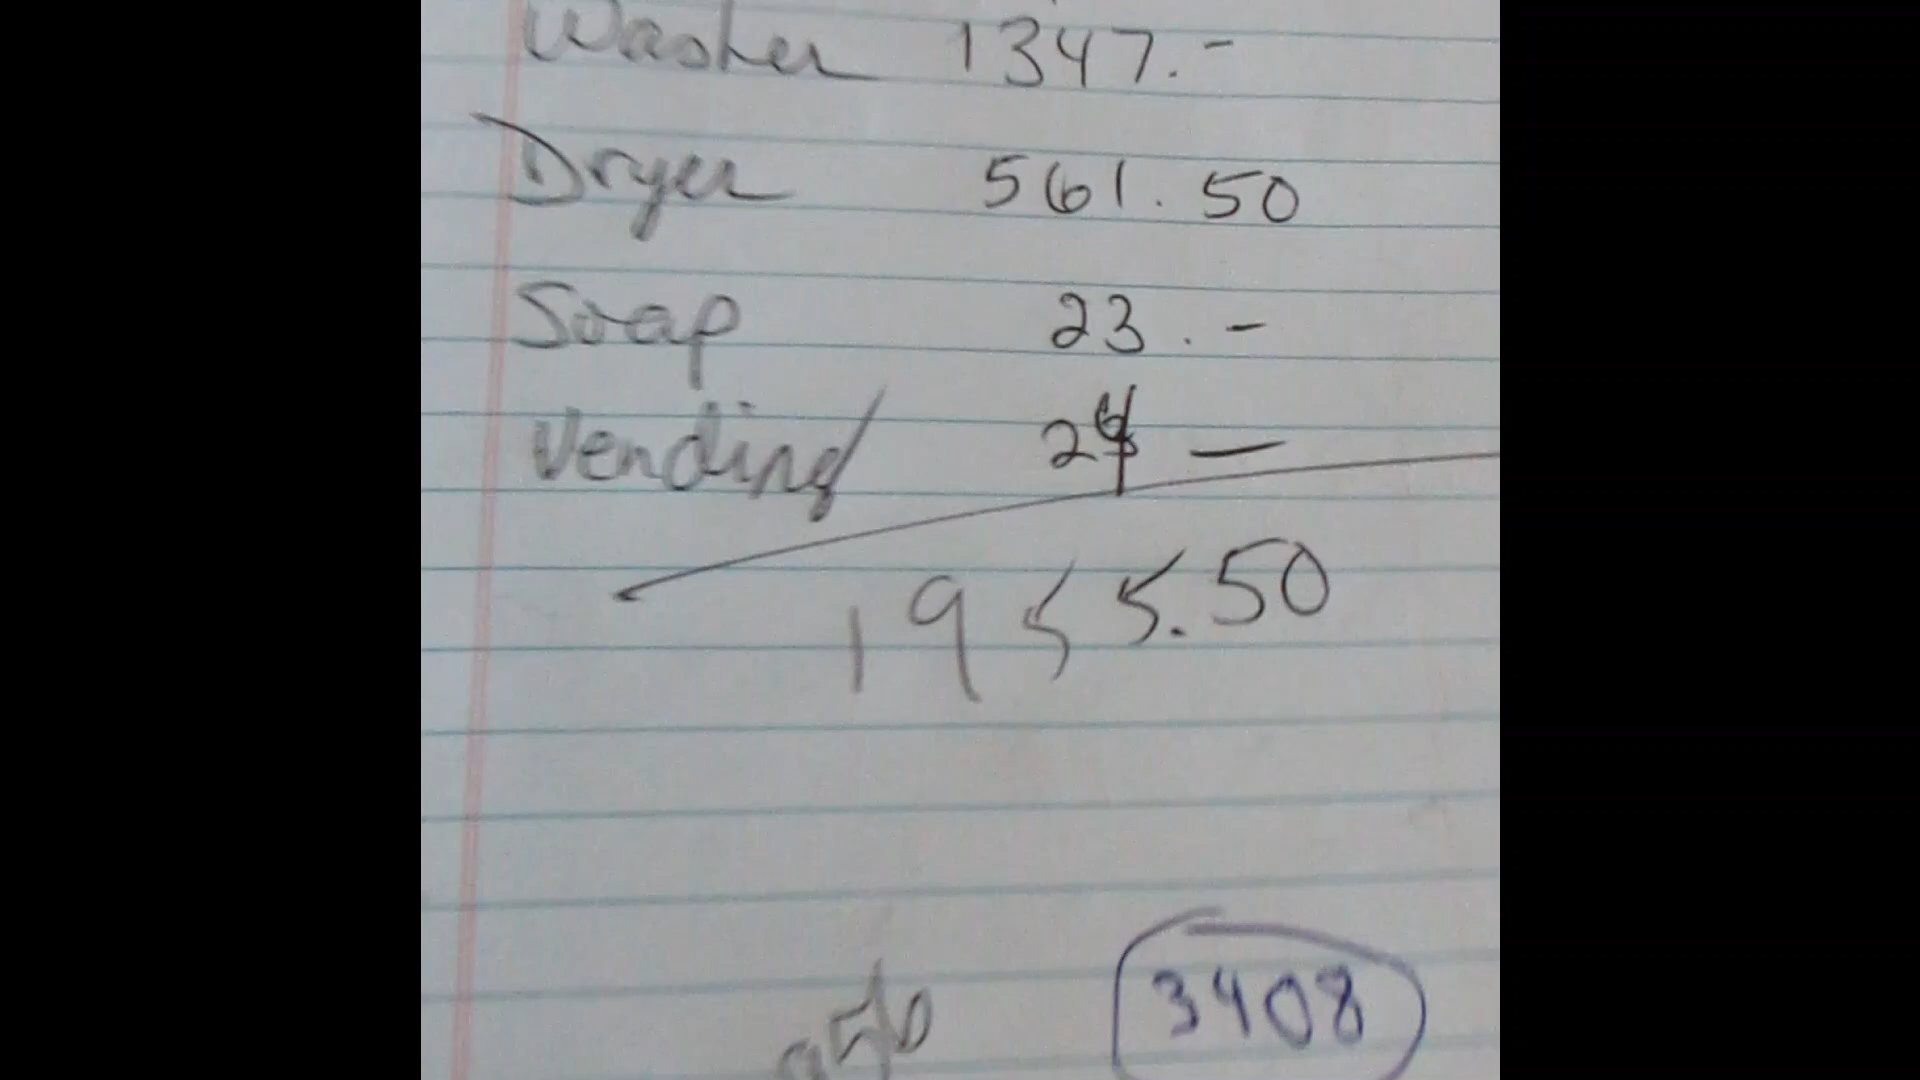 Washer 1347.-
Dryer 561.50
Soap 23.-
Vending 24 —
1955.50
3408